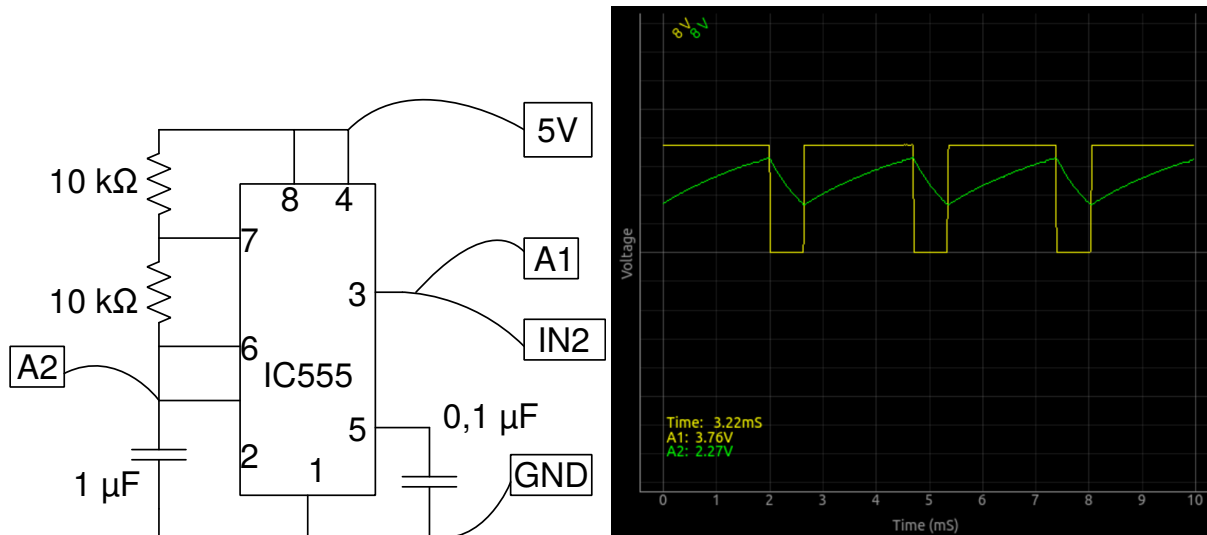 5V
10 kΩ
8
4
7
A1
10 kΩ
3
IN2
6
A2
IC555
0,1 µF
5
2
1
1 µF
GND
8 V
8 V
Voltage
Time: 3.22mS
A1: 3.76V
A2: 2.27V
0 1 2 3 4 5 6 7 8 9 10
Time (mS)